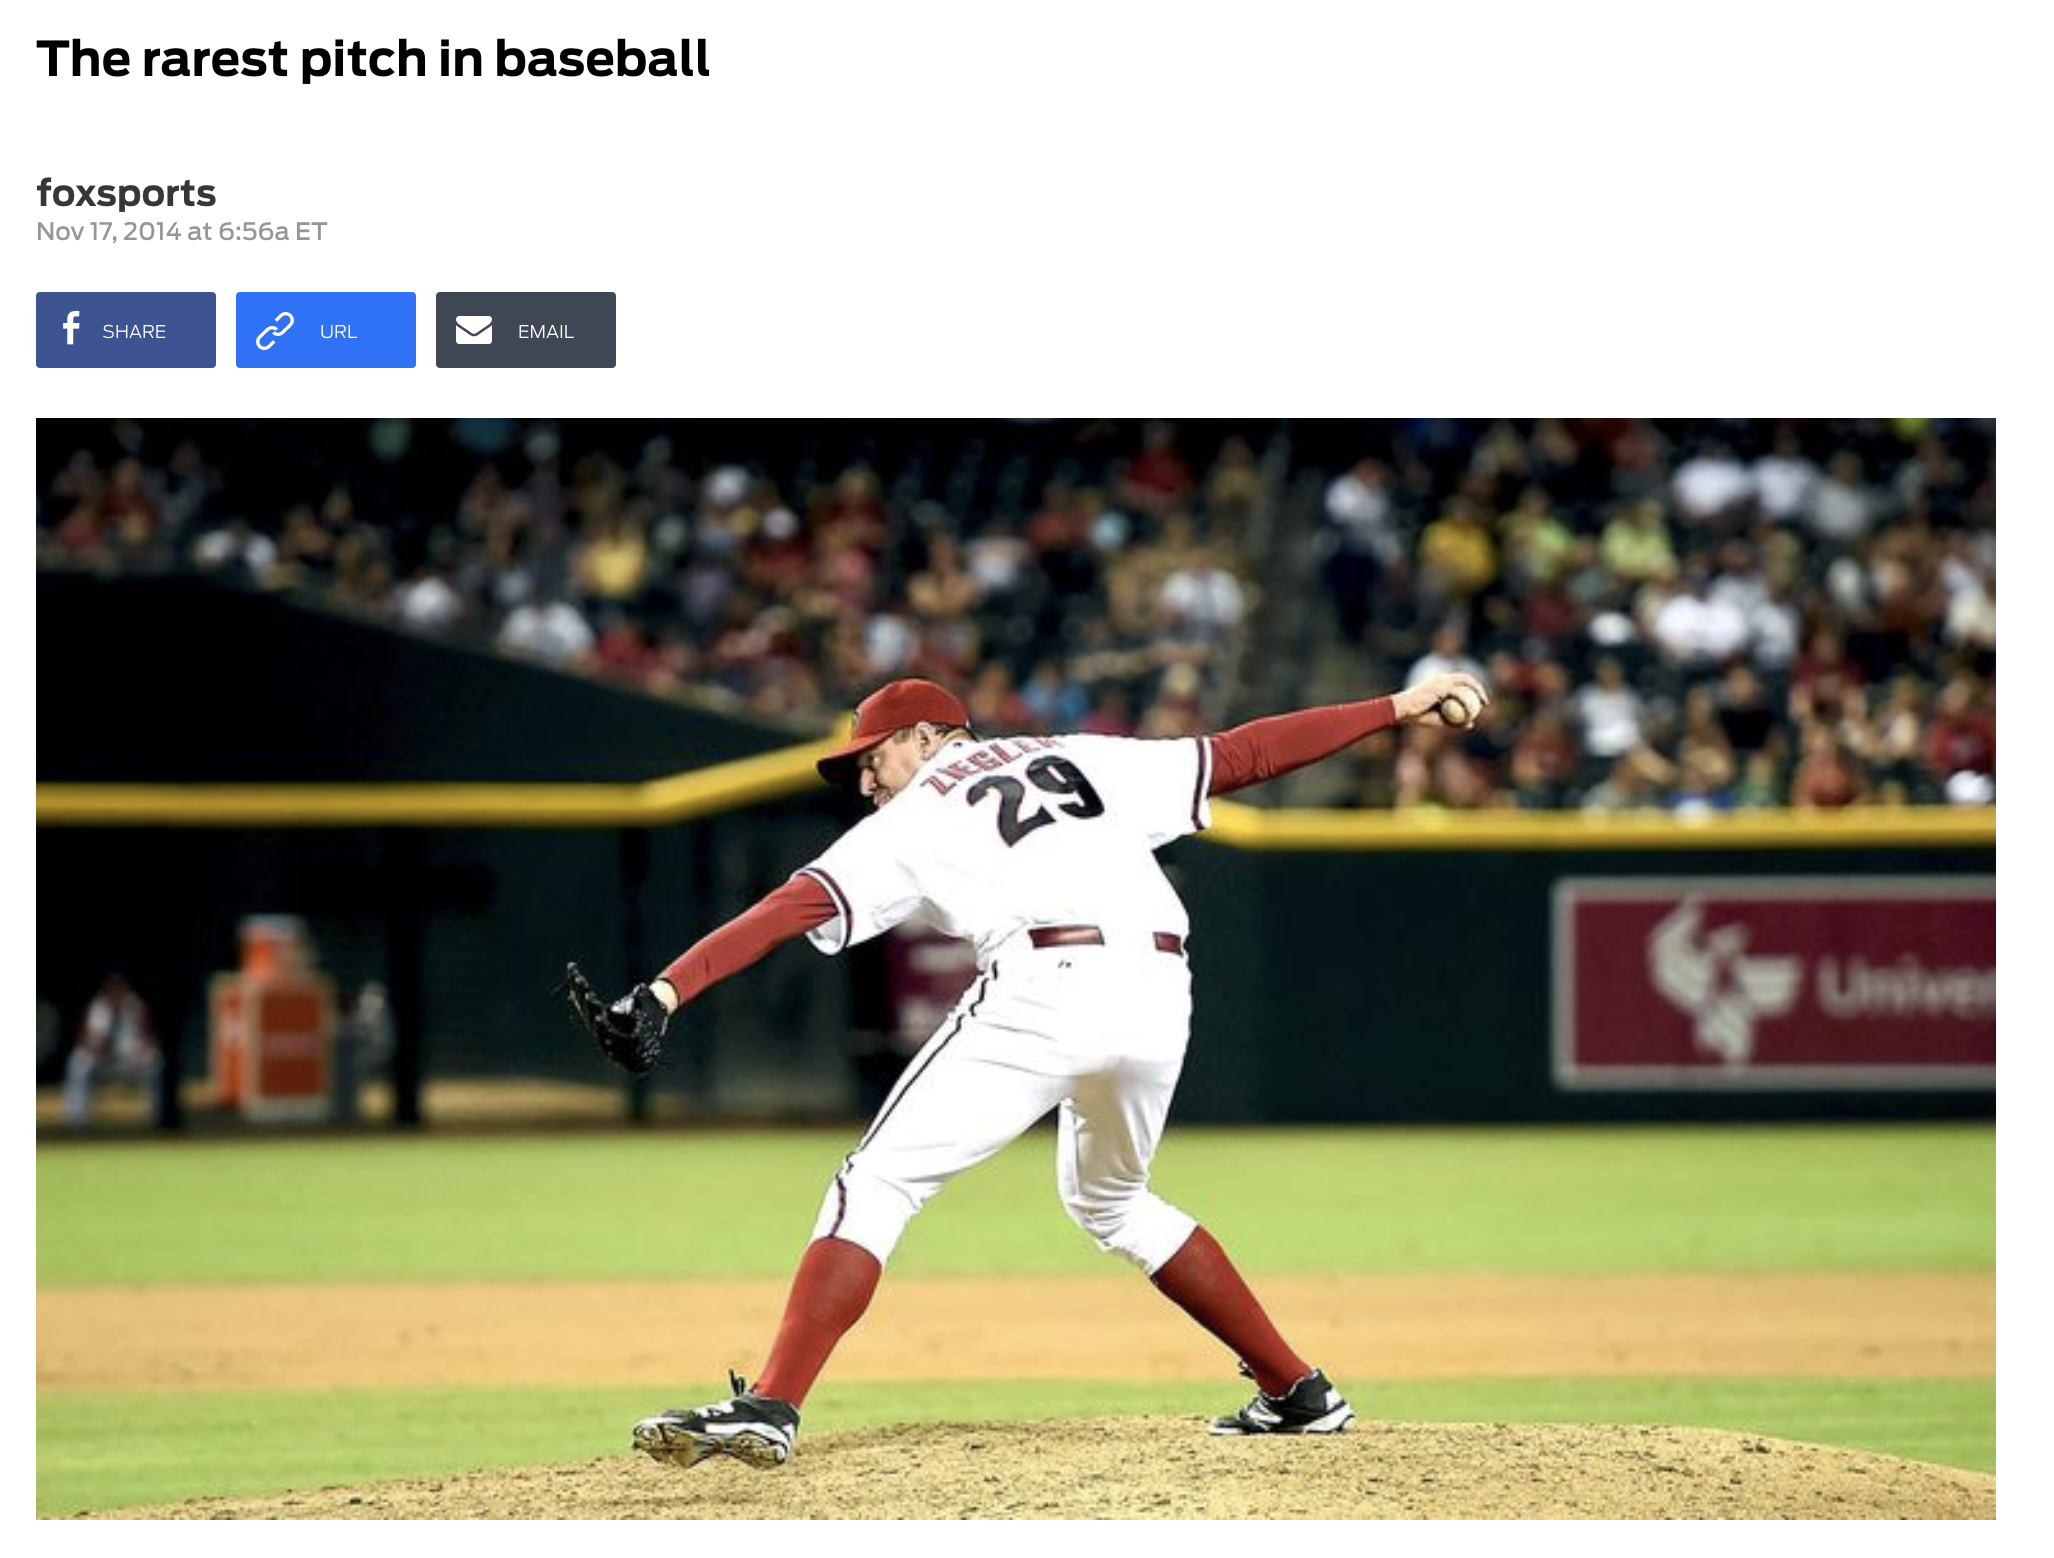 The rarest pitch in baseball
foxsports
Nov 17, 2014 at 6:56a ET
f SHARE
URL
EMAIL
ZIEGLER
29
Univer